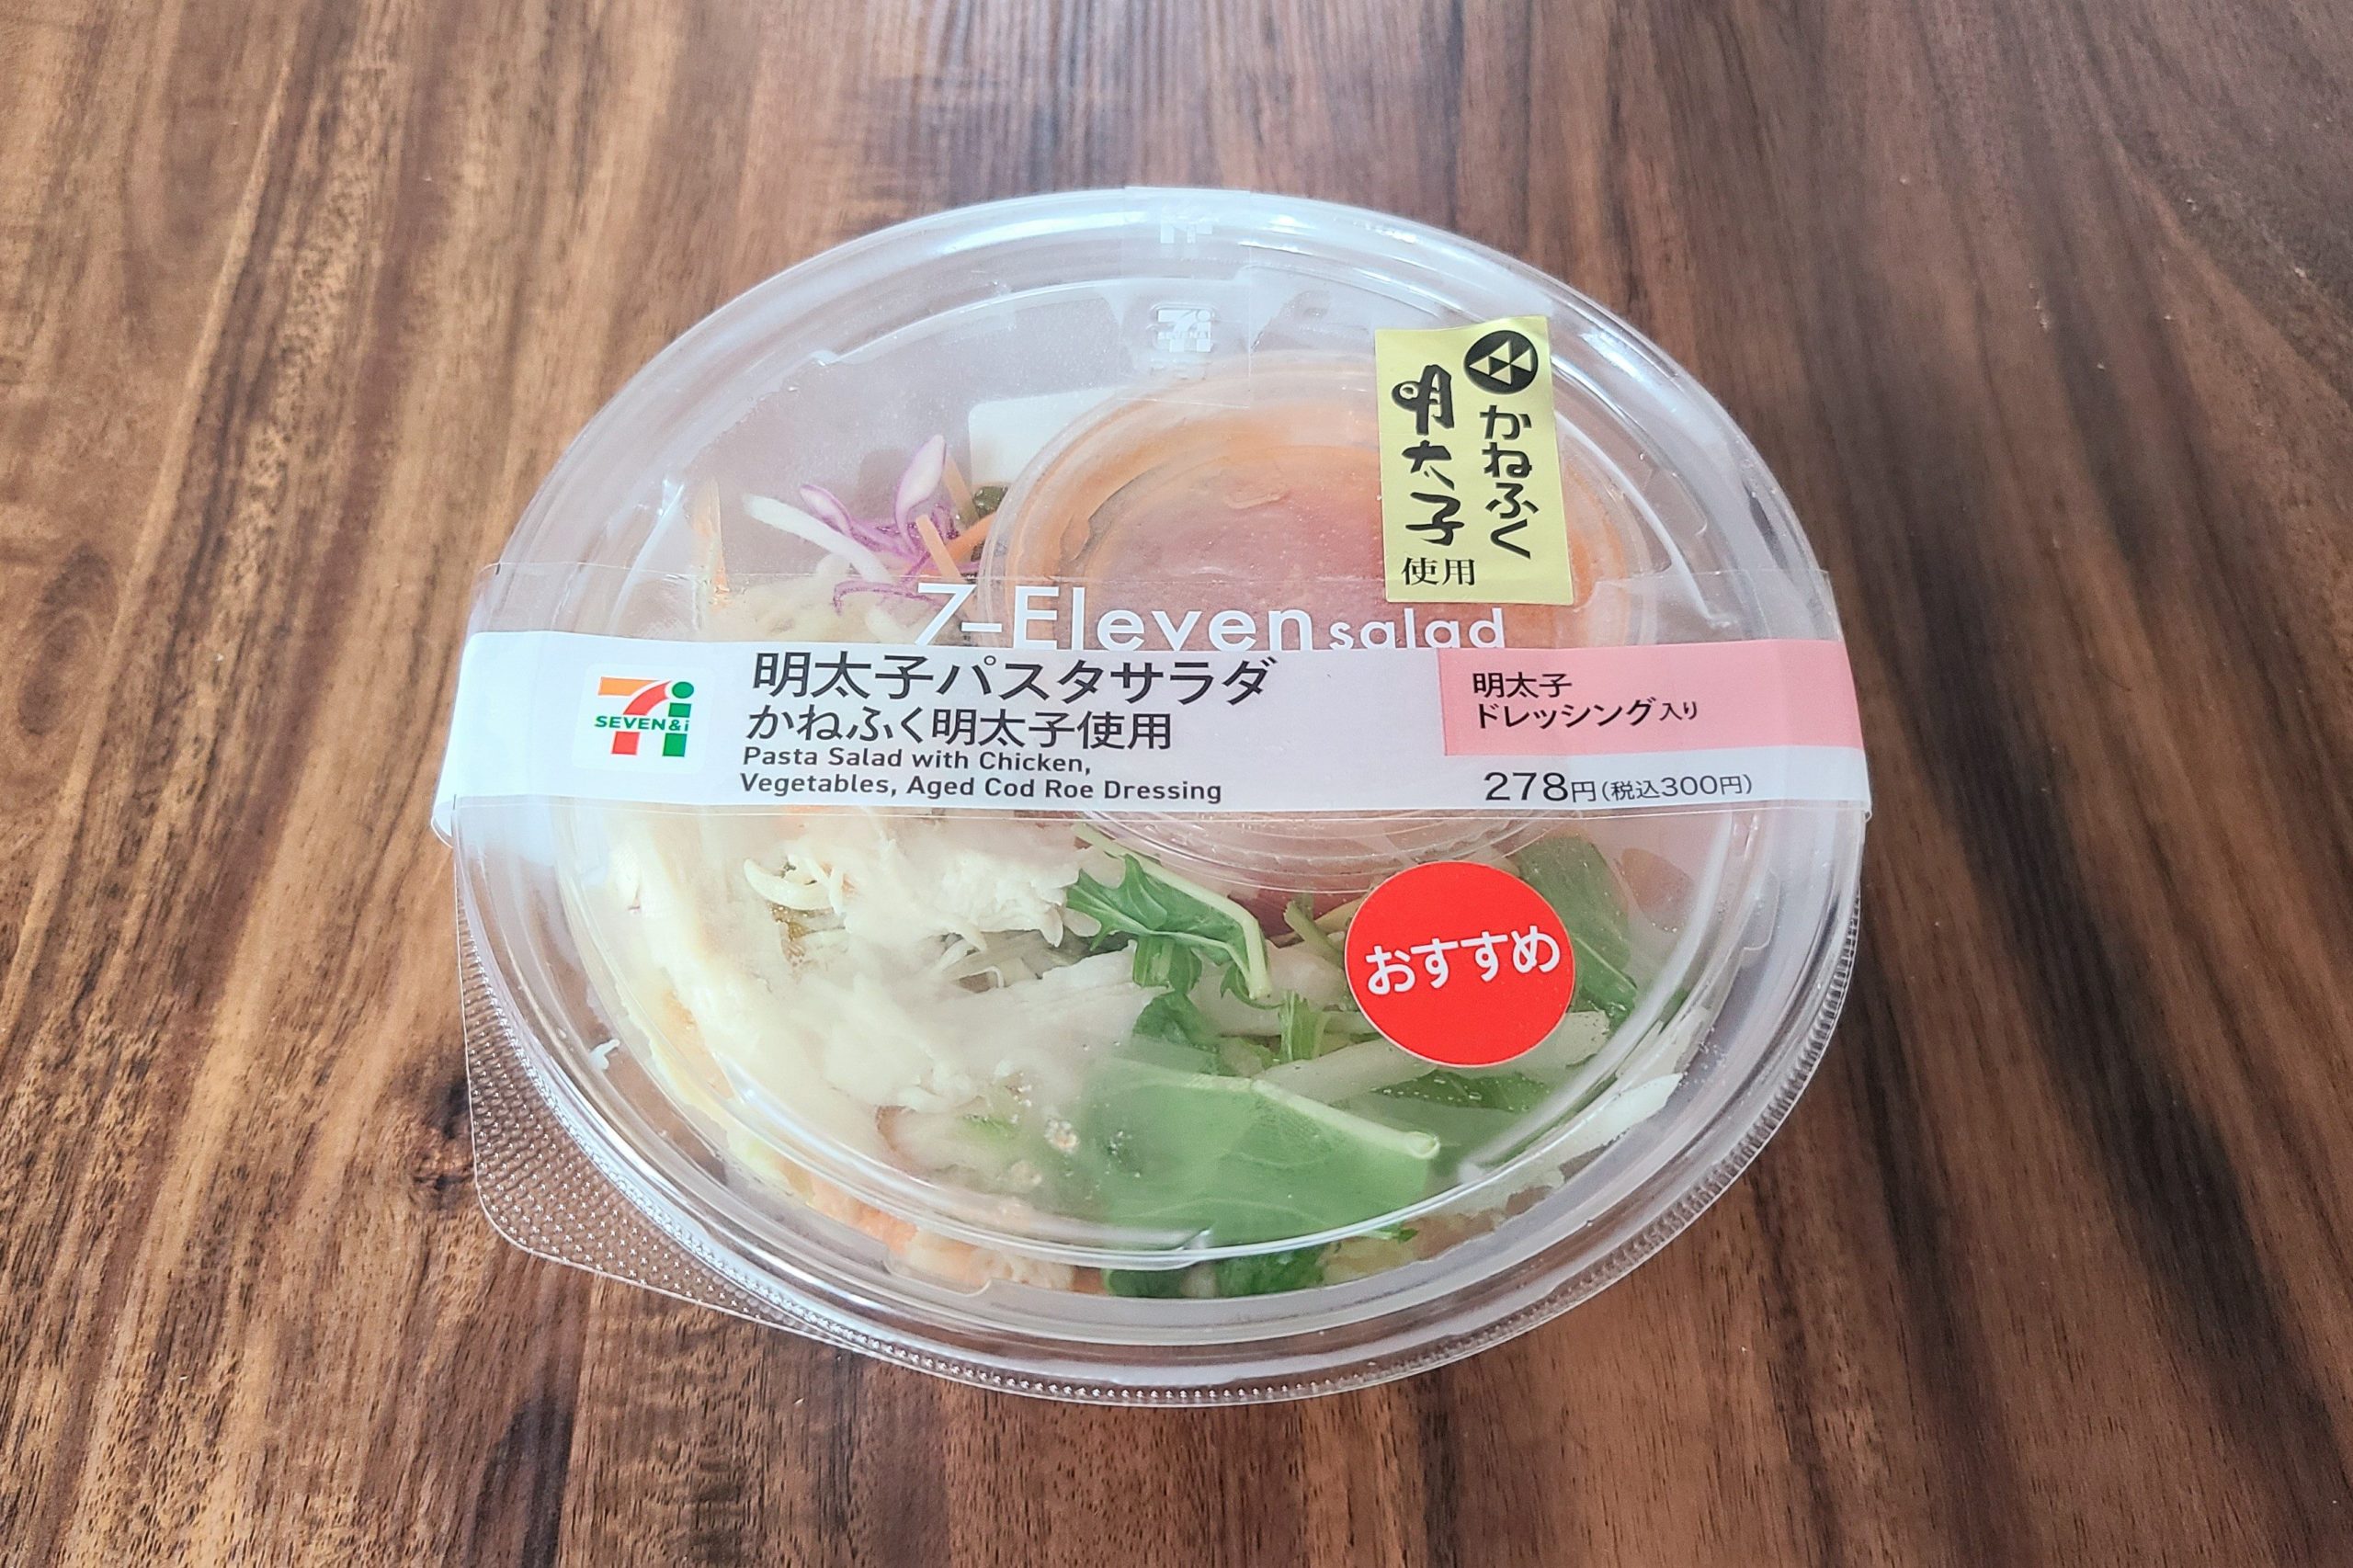 かねふく
明太子
使用
7-Eleven salad
SEVEN&i
明太子パスタサラダ
かねふく明太子使用
Pasta Salad with Chicken,
Vegetables, Aged Cod Roe Dressing
明太子
ドレッシング入り
278円(税込300円)
おすすめ